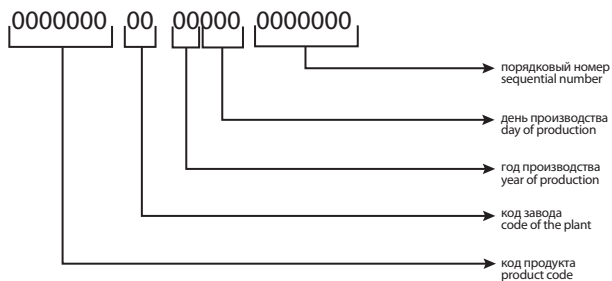 0000000 00 00000 0000000
порядковый номер
sequential number
день производства
day of production
год производства
year of production
код завода
code of the plant
код продукта
product code